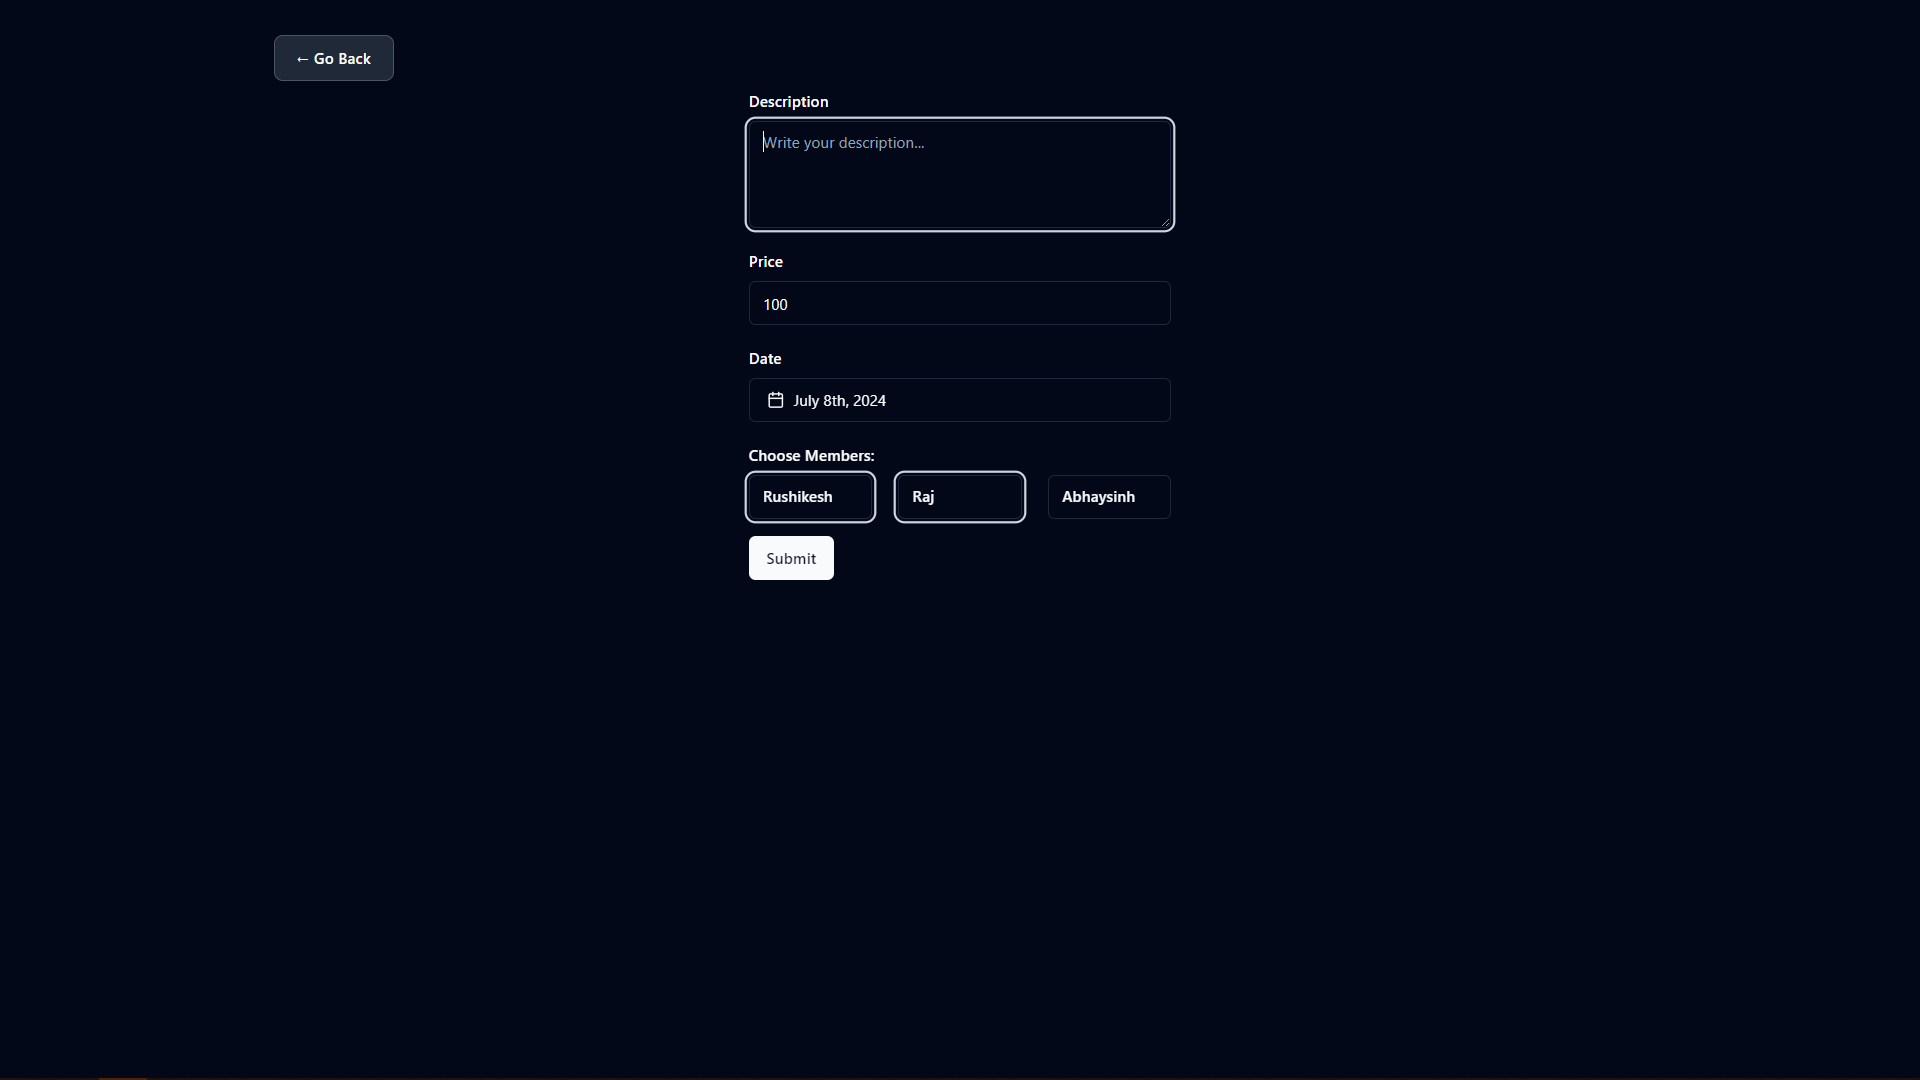 ← Go Back
Description
Write your description...
Price
100
Date
July 8th, 2024
Choose Members:
Rushikesh Raj Abhaysinh
Submit